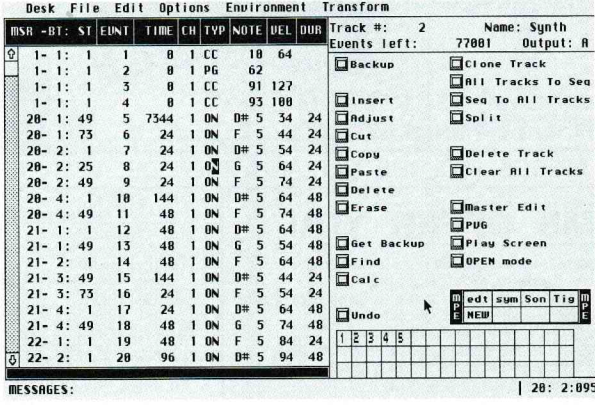 Desk File Edit Options Environment Transform
MSR -BT: ST EVNT TIME CH TYP NOTE VEL DUR
1- 1: 1 1 0 1 CC 10 64
1- 1: 1 2 0 1 PG 62
1- 1: 1 3 0 1 CC 91 127
1- 1: 1 4 0 1 CC 93 100
20- 1: 49 5 7344 1 ON D# 5 34 24
20- 1: 73 6 24 1 ON F 5 44 24
20- 2: 1 7 24 1 ON D# 5 54 24
20- 2: 25 8 24 1 ON G 5 64 24
20- 2: 49 9 24 1 ON F 5 74 24
20- 4: 1 10 144 1 ON D# 5 64 48
20- 4: 49 11 48 1 ON F 5 74 48
21- 1: 1 12 48 1 ON D# 5 64 48
21- 1: 49 13 48 1 ON G 5 54 48
21- 2: 1 14 48 1 ON F 5 64 48
21- 3: 49 15 144 1 ON D# 5 44 24
21- 3: 73 16 24 1 ON F 5 54 24
21- 4: 1 17 24 1 ON D# 5 64 48
21- 4: 49 18 48 1 ON G 5 74 48
22- 1: 1 19 48 1 ON F 5 84 24
22- 2: 1 20 96 1 ON D# 5 94 48
Track #: 2 Name: Synth
Events left: 77001 Output: A
Backup Clone Track
All Tracks To Seq
Insert Seq To All Tracks
Adjust Split
Cut
Copy Delete Track
Paste Clear All Tracks
Delete
Erase Master Edit
PVG
Get Backup Play Screen
Find OPEN mode
Calc
Undo
MPE edt sym Son Tig MPE
NEW
1 2 3 4 5
MESSAGES: 20: 2:095